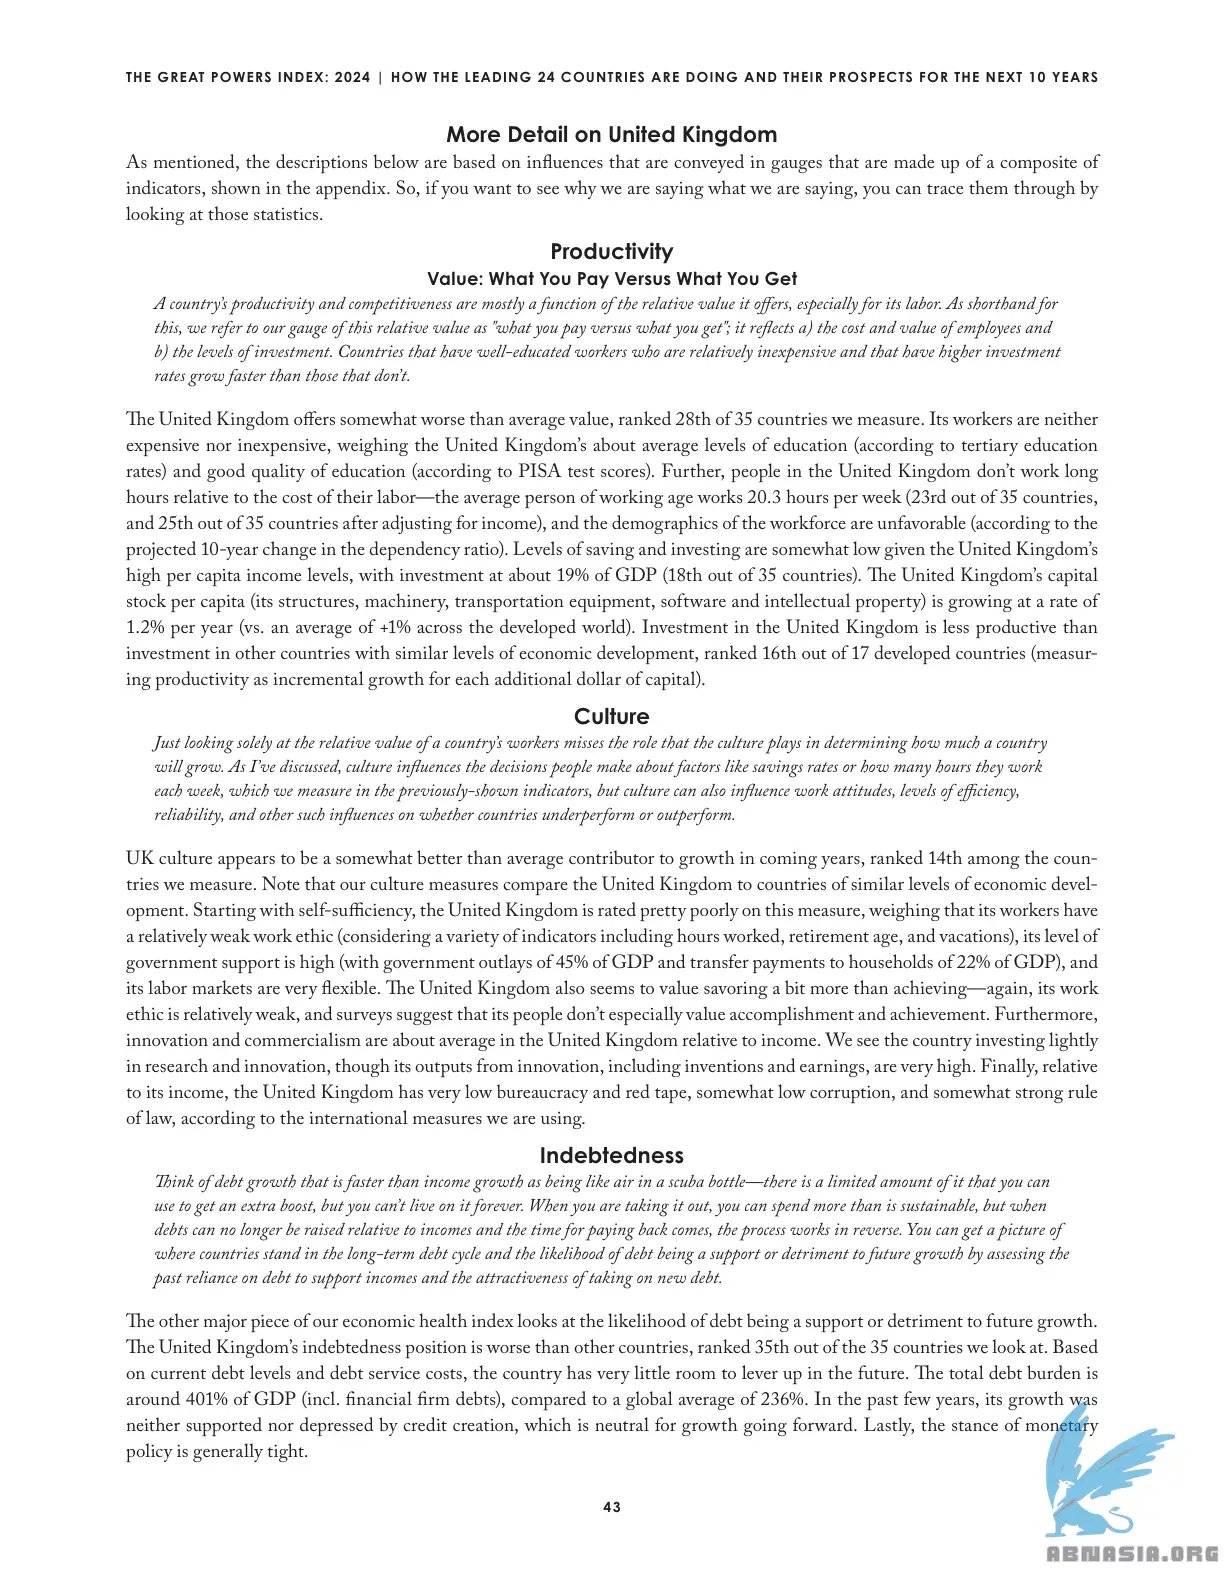 THE GREAT POWERS INDEX: 2024 | HOW THE LEADING 24 COUNTRIES ARE DOING AND THEIR PROSPECTS FOR THE NEXT 10 YEARS
More Detail on United Kingdom
As mentioned, the descriptions below are based on influences that are conveyed in gauges that are made up of a composite of
indicators, shown in the appendix. So, if you want to see why we are saying what we are saying, you can trace them through by
looking at those statistics.
Productivity
Value: What You Pay Versus What You Get
A country's productivity and competitiveness are mostly a function of the relative value it offers, especially for its labor. As shorthand for
this, we refer to our gauge of this relative value as "what you pay versus what you get"; it reflects a) the cost and value of employees and
b) the levels of investment. Countries that have well-educated workers who are relatively inexpensive and that have higher investment
rates grow faster than those that don't.
The United Kingdom offers somewhat worse than average value, ranked 28th of 35 countries we measure. Its workers are neither
expensive nor inexpensive, weighing the United Kingdom's about average levels of education (according to tertiary education
rates) and good quality of education (according to PISA test scores). Further, people in the United Kingdom don't work long
hours relative to the cost of their labor—the average person of working age works 20.3 hours per week (23rd out of 35 countries,
and 25th out of 35 countries after adjusting for income), and the demographics of the workforce are unfavorable (according to the
projected 10-year change in the dependency ratio). Levels of saving and investing are somewhat low given the United Kingdom's
high per capita income levels, with investment at about 19% of GDP (18th out of 35 countries). The United Kingdom's capital
stock per capita (its structures, machinery, transportation equipment, software and intellectual property) is growing at a rate of
1.2% per year (vs. an average of +1% across the developed world). Investment in the United Kingdom is less productive than
investment in other countries with similar levels of economic development, ranked 16th out of 17 developed countries (measur-
ing productivity as incremental growth for each additional dollar of capital).
Culture
Just looking solely at the relative value of a country's workers misses the role that the culture plays in determining how much a country
will grow. As I've discussed, culture influences the decisions people make about factors like savings rates or how many hours they work
each week, which we measure in the previously-shown indicators, but culture can also influence work attitudes, levels of efficiency,
reliability, and other such influences on whether countries underperform or outperform.
UK culture appears to be a somewhat better than average contributor to growth in coming years, ranked 14th among the coun-
tries we measure. Note that our culture measures compare the United Kingdom to countries of similar levels of economic devel-
opment. Starting with self-sufficiency, the United Kingdom is rated pretty poorly on this measure, weighing that its workers have
a relatively weak work ethic (considering a variety of indicators including hours worked, retirement age, and vacations), its level of
government support is high (with government outlays of 45% of GDP and transfer payments to households of 22% of GDP), and
its labor markets are very flexible. The United Kingdom also seems to value savoring a bit more than achieving—again, its work
ethic is relatively weak, and surveys suggest that its people don't especially value accomplishment and achievement. Furthermore,
innovation and commercialism are about average in the United Kingdom relative to income. We see the country investing lightly
in research and innovation, though its outputs from innovation, including inventions and earnings, are very high. Finally, relative
to its income, the United Kingdom has very low bureaucracy and red tape, somewhat low corruption, and somewhat strong rule
of law, according to the international measures we are using.
Indebtedness
Think of debt growth that is faster than income growth as being like air in a scuba bottle—there is a limited amount of it that you can
use to get an extra boost, but you can't live on it forever. When you are taking it out, you can spend more than is sustainable, but when
debts can no longer be raised relative to incomes and the time for paying back comes, the process works in reverse. You can get a picture of
where countries stand in the long-term debt cycle and the likelihood of debt being a support or detriment to future growth by assessing the
past reliance on debt to support incomes and the attractiveness of taking on new debt.
The other major piece of our economic health index looks at the likelihood of debt being a support or detriment to future growth.
The United Kingdom's indebtedness position is worse than other countries, ranked 35th out of the 35 countries we look at. Based
on current debt levels and debt service costs, the country has very little room to lever up in the future. The total debt burden is
around 401% of GDP (incl. financial firm debts), compared to a global average of 236%. In the past few years, its growth was
neither supported nor depressed by credit creation, which is neutral for growth going forward. Lastly, the stance of monetary
policy is generally tight.
43
ABNASIA.ORG